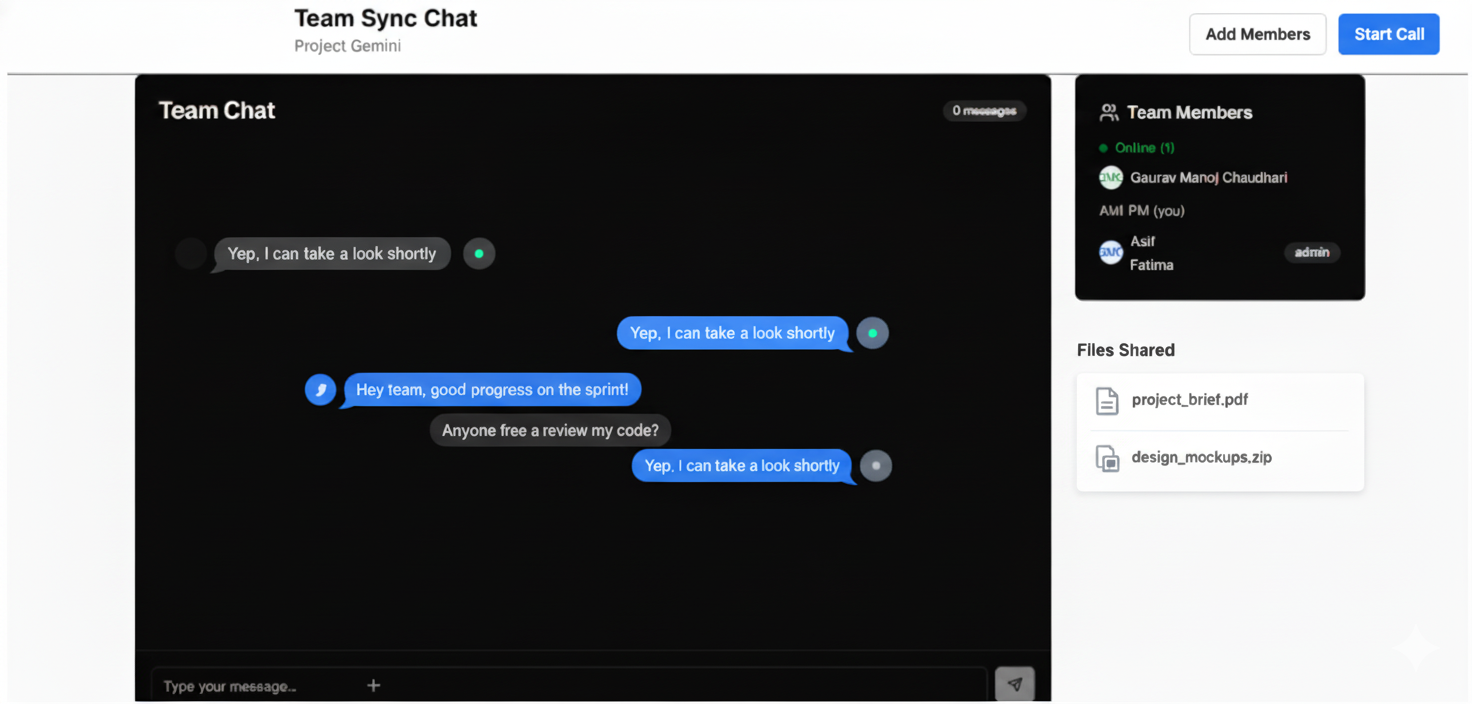 Team Sync Chat
Project Gemini
Add Members
Start Call
Team Chat
0 messages
Yep, I can take a look shortly
Yep, I can take a look shortly
Hey team, good progress on the sprint!
Anyone free a review my code?
Yep, I can take a look shortly
Type your message...
+
Team Members
Online (1)
Gaurav Manoj Chaudhari
PM (you)
Asif
Fatima
admin
Files Shared
project_brief.pdf
design_mockups.zip